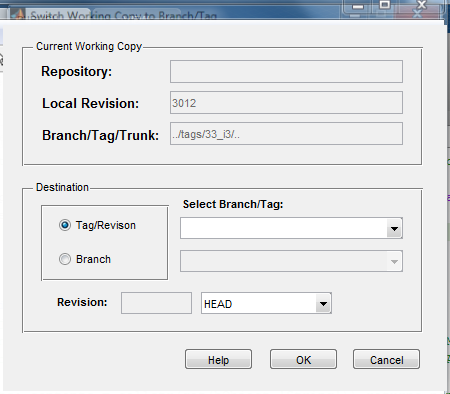 Switch Working Copy to Branch/Tag
Current Working Copy
Repository:
Local Revision: 3012
Branch/Tag/Trunk: ../tags/33_i3/..
Destination
Select Branch/Tag:
Tag/Revison
Branch
Revision: HEAD
Help OK Cancel